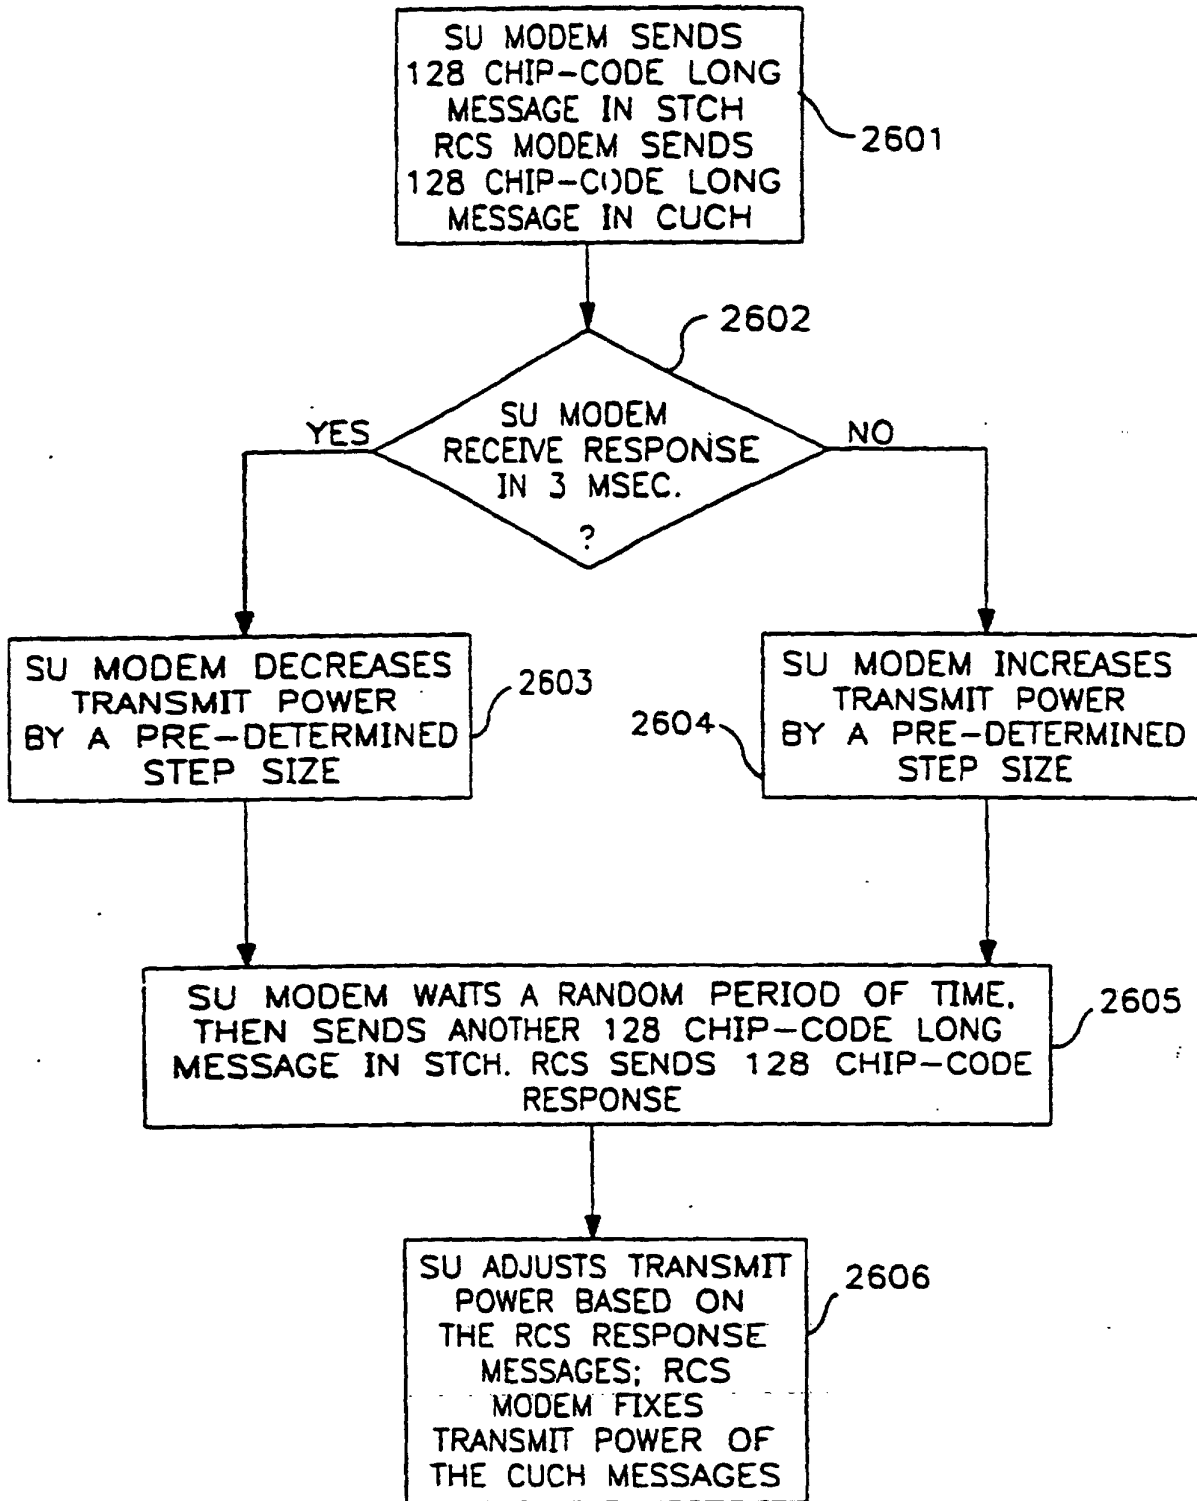 SU MODEM SENDS
128 CHIP-CODE LONG
MESSAGE IN STCH
RCS MODEM SENDS
128 CHIP-CODE LONG
MESSAGE IN CUCH
2601
2602
SU MODEM
RECEIVE RESPONSE
IN 3 MSEC.
?
YES
NO
SU MODEM DECREASES
TRANSMIT POWER
BY A PRE-DETERMINED
STEP SIZE
2603
SU MODEM INCREASES
TRANSMIT POWER
BY A PRE-DETERMINED
STEP SIZE
2604
SU MODEM WAITS A RANDOM PERIOD OF TIME.
THEN SENDS ANOTHER 128 CHIP-CODE LONG
MESSAGE IN STCH. RCS SENDS 128 CHIP-CODE
RESPONSE
2605
SU ADJUSTS TRANSMIT
POWER BASED ON
THE RCS RESPONSE
MESSAGES; RCS
MODEM FIXES
TRANSMIT POWER OF
THE CUCH MESSAGES
2606